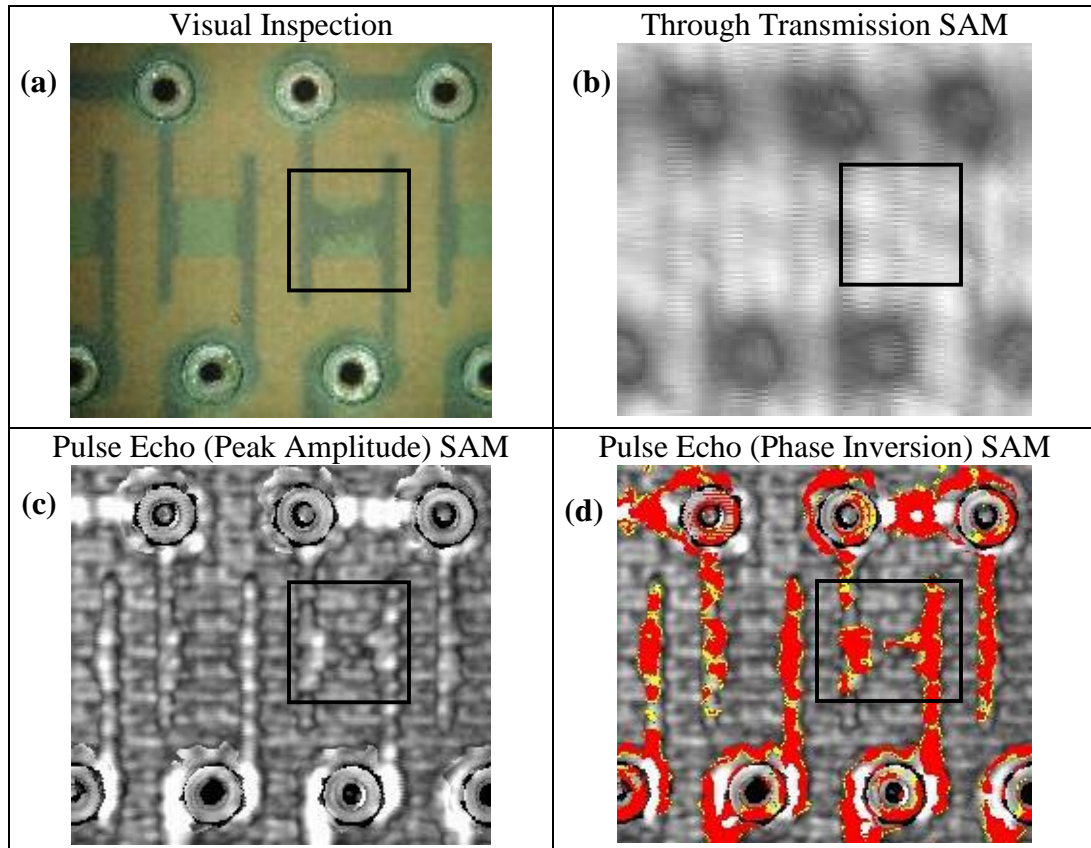 Visual Inspection
Through Transmission SAM
(a)
(b)
Pulse Echo (Peak Amplitude) SAM
Pulse Echo (Phase Inversion) SAM
(c)
(d)